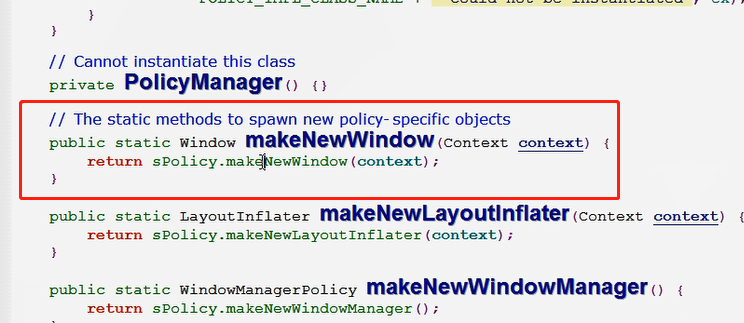 POLICY_IMPL_CLASS_NAME + " could not be instantiated", ex);
}
}
// Cannot instantiate this class
private PolicyManager() {}
// The static methods to spawn new policy-specific objects
public static Window makeNewWindow(Context context) {
return sPolicy.makeNewWindow(context);
}
public static LayoutInflater makeNewLayoutInflater(Context context) {
return sPolicy.makeNewLayoutInflater(context);
}
public static WindowManagerPolicy makeNewWindowManager() {
return sPolicy.makeNewWindowManager();
}